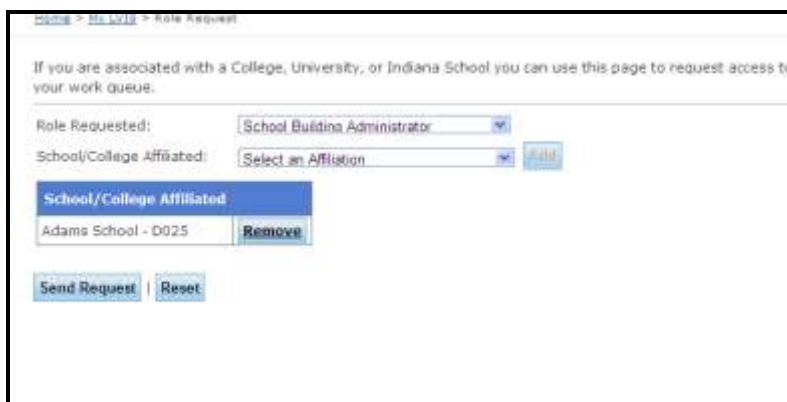 Home > My LVIS > Role Request
If you are associated with a College, University, or Indiana School you can use this page to request access to
your work queue.
Role Requested: School Building Administrator
School/College Affiliated: Select an Affiliation Add
School/College Affiliated
Adams School - D025 Remove
Send Request | Reset